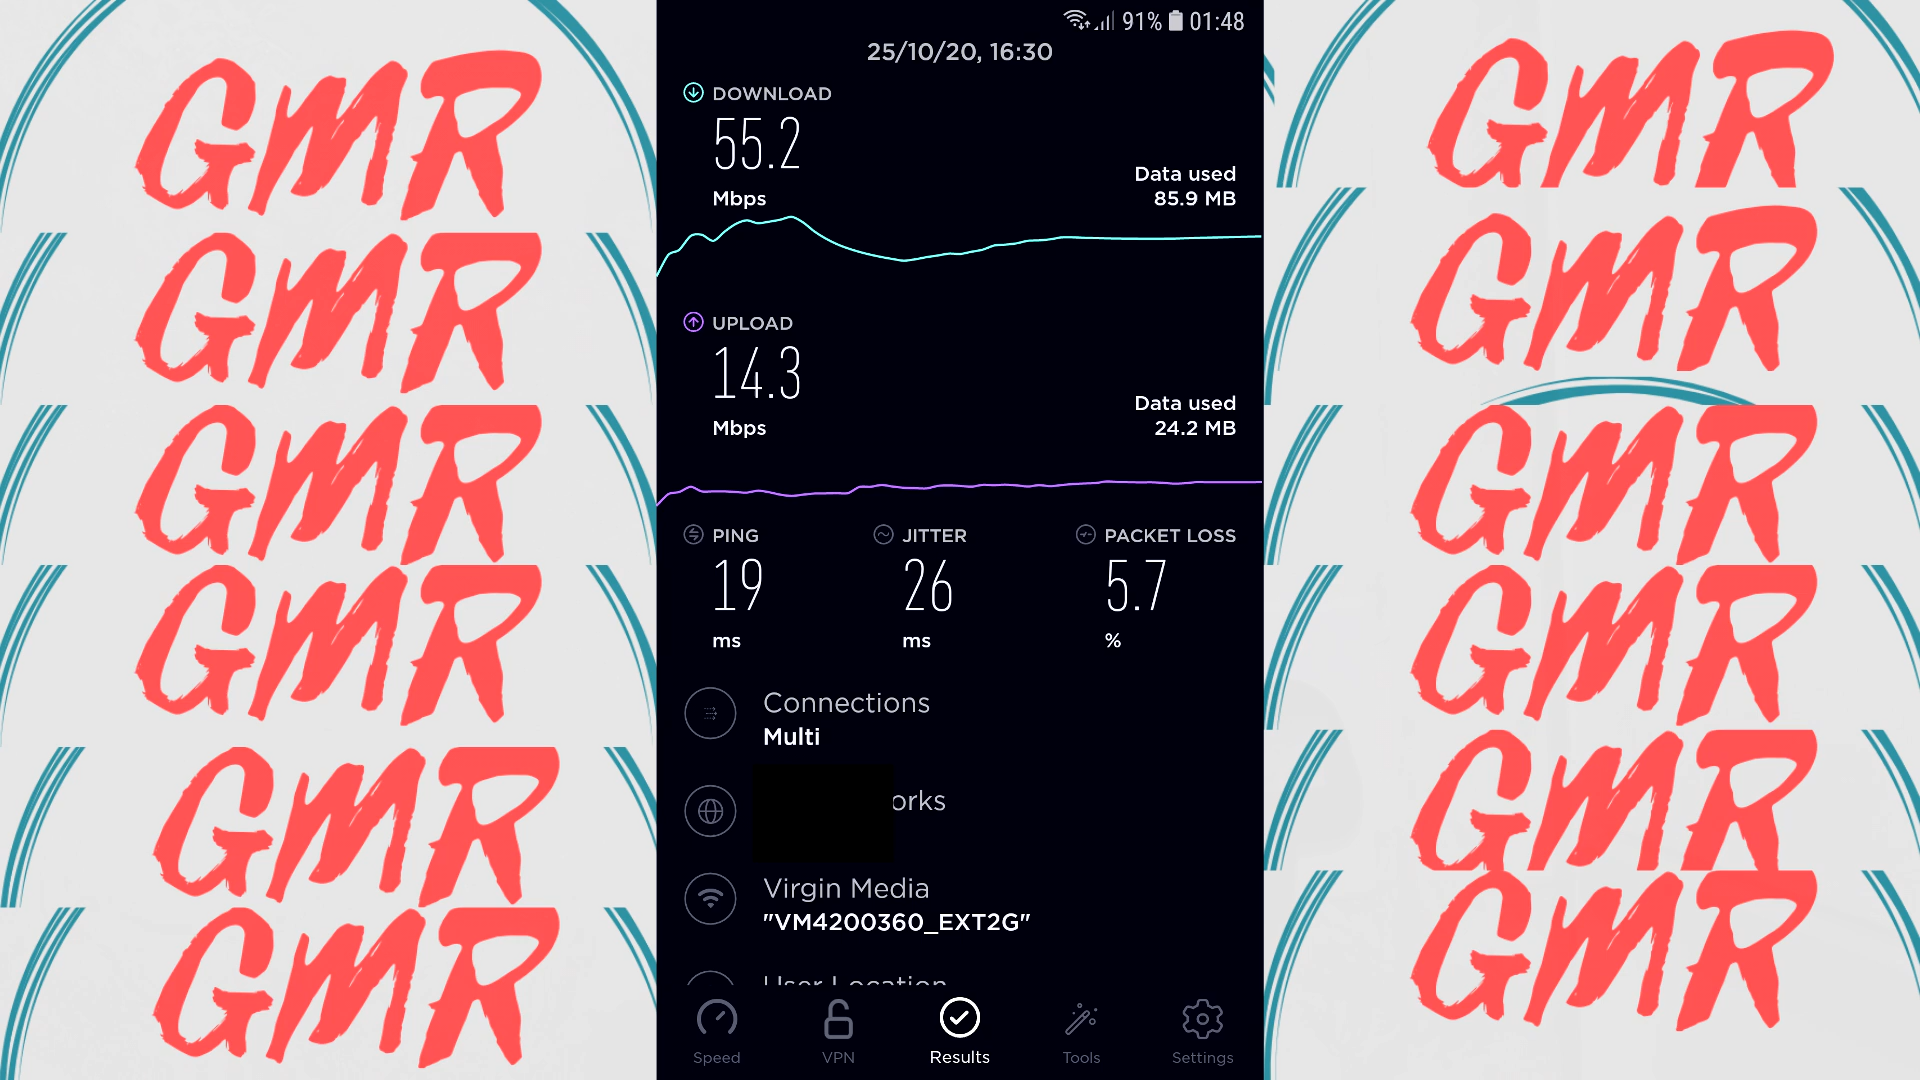 GMR
GMR
GMR
GMR
GMR
GMR
91% 01:48
25/10/20, 16:30
DOWNLOAD
55.2
Mbps
Data used
85.9 MB
UPLOAD
14.3
Mbps
Data used
24.2 MB
PING
19
ms
JITTER
26
ms
PACKET LOSS
5.7
%
Connections
Multi
orks
Virgin Media
"VM4200360_EXT2G"
User Location
Speed
VPN
Results
Tools
Settings
GMR
GMR
GMR
GMR
GMR
GMR